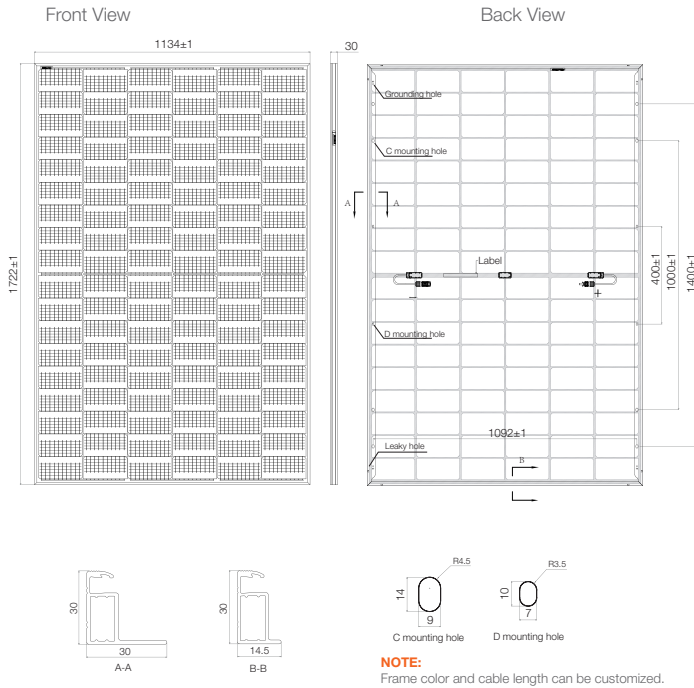 Front View
Back View
1134±1
30
1722±1
Grounding hole
C mounting hole
A
A
Label
400±1
1000±1
1400±1
−
+
D mounting hole
1092±1
Leaky hole
B
30
30
A-A
30
14.5
B-B
R4.5
14
9
C mounting hole
R3.5
10
7
D mounting hole
NOTE:
Frame color and cable length can be customized.